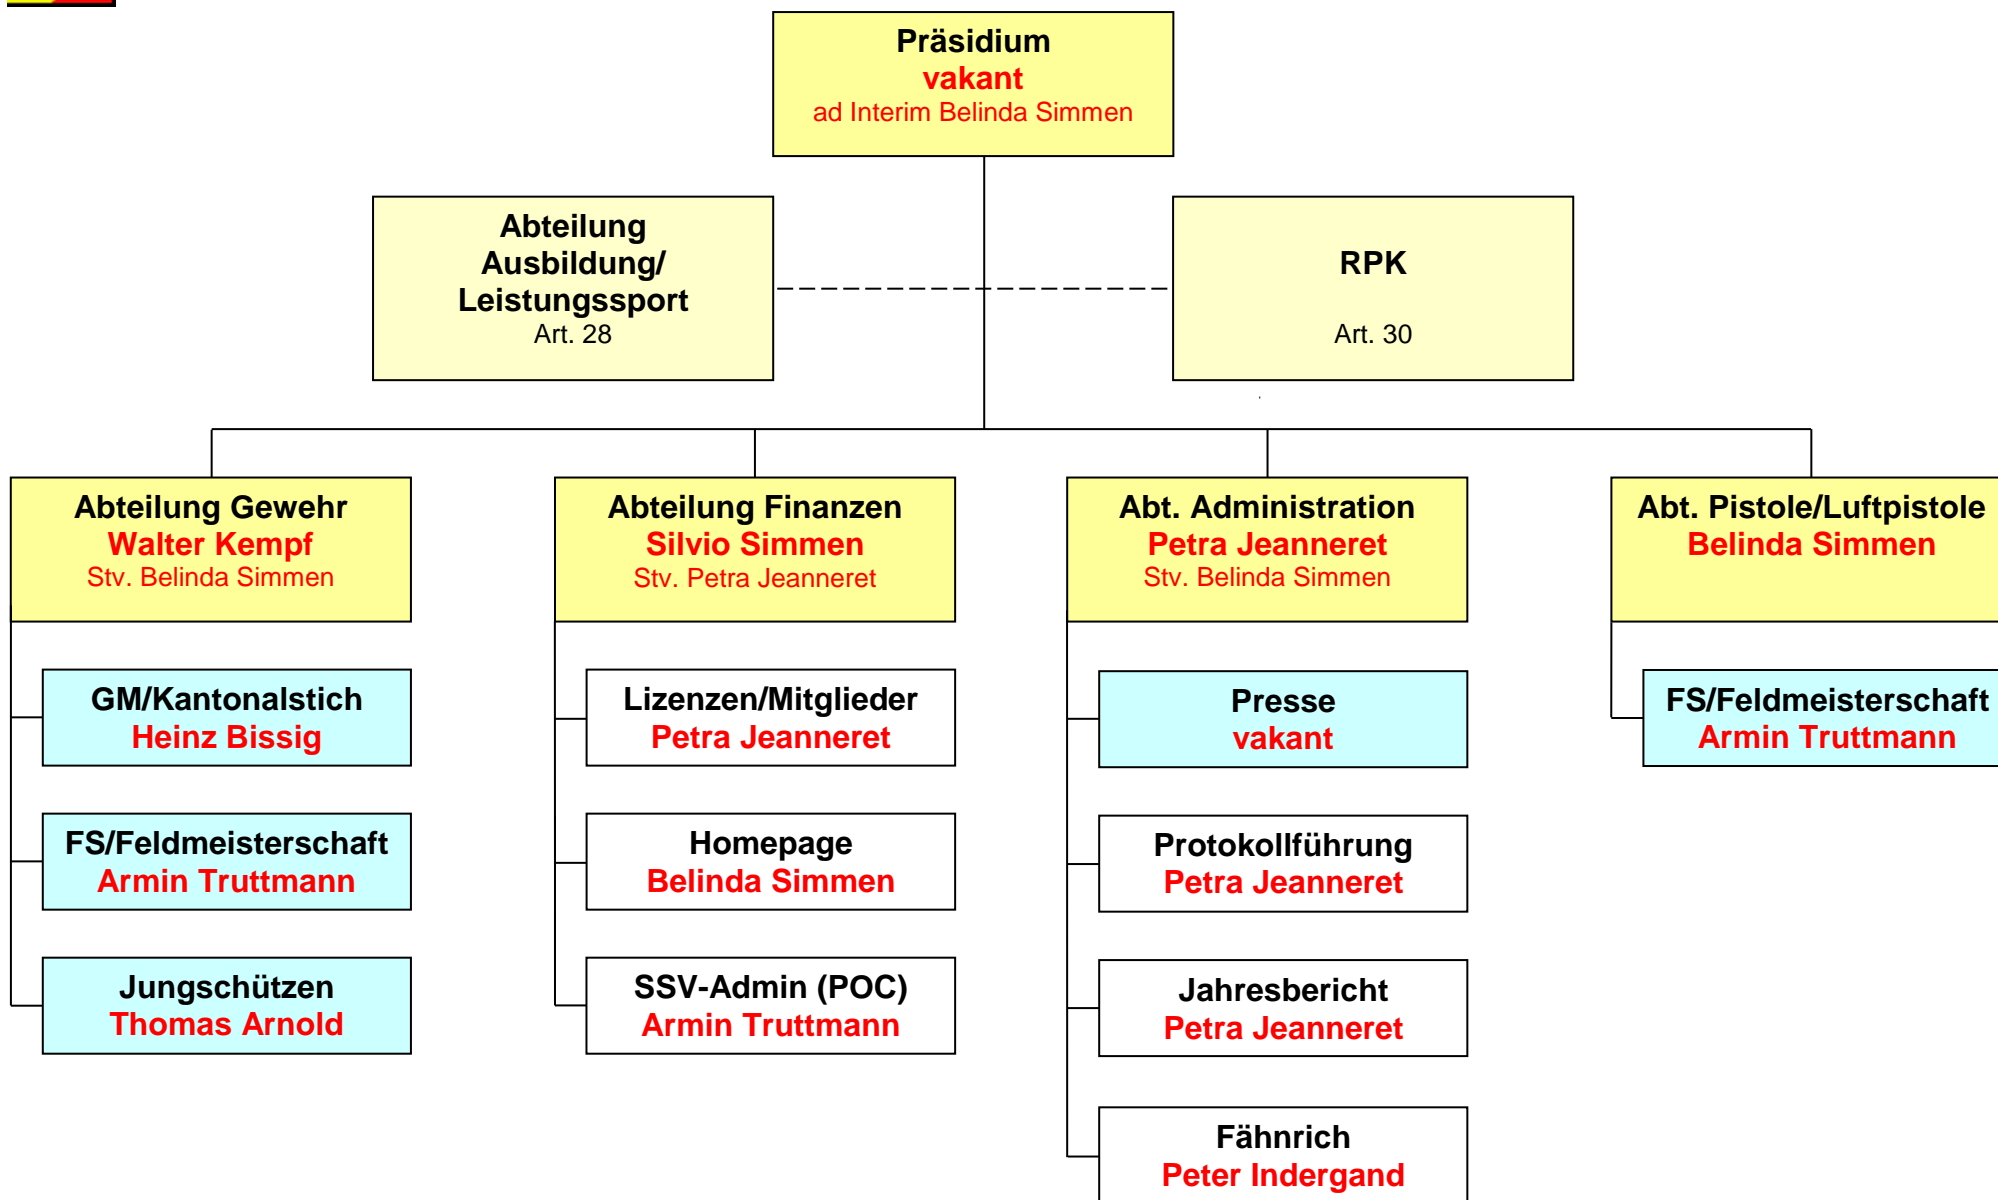 Präsidium
vakant
ad Interim Belinda Simmen
Abteilung
Ausbildung/
Leistungssport
Art. 28
RPK
Art. 30
Abteilung Gewehr
Walter Kempf
Stv. Belinda Simmen
Abteilung Finanzen
Silvio Simmen
Stv. Petra Jeanneret
Abt. Administration
Petra Jeanneret
Stv. Belinda Simmen
Abt. Pistole/Luftpistole
Belinda Simmen
GM/Kantonalstich
Heinz Bissig
Lizenzen/Mitglieder
Petra Jeanneret
Presse
vakant
FS/Feldmeisterschaft
Armin Truttmann
FS/Feldmeisterschaft
Armin Truttmann
Homepage
Belinda Simmen
Protokollführung
Petra Jeanneret
Jungschützen
Thomas Arnold
SSV-Admin (POC)
Armin Truttmann
Jahresbericht
Petra Jeanneret
Fähnrich
Peter Indergand